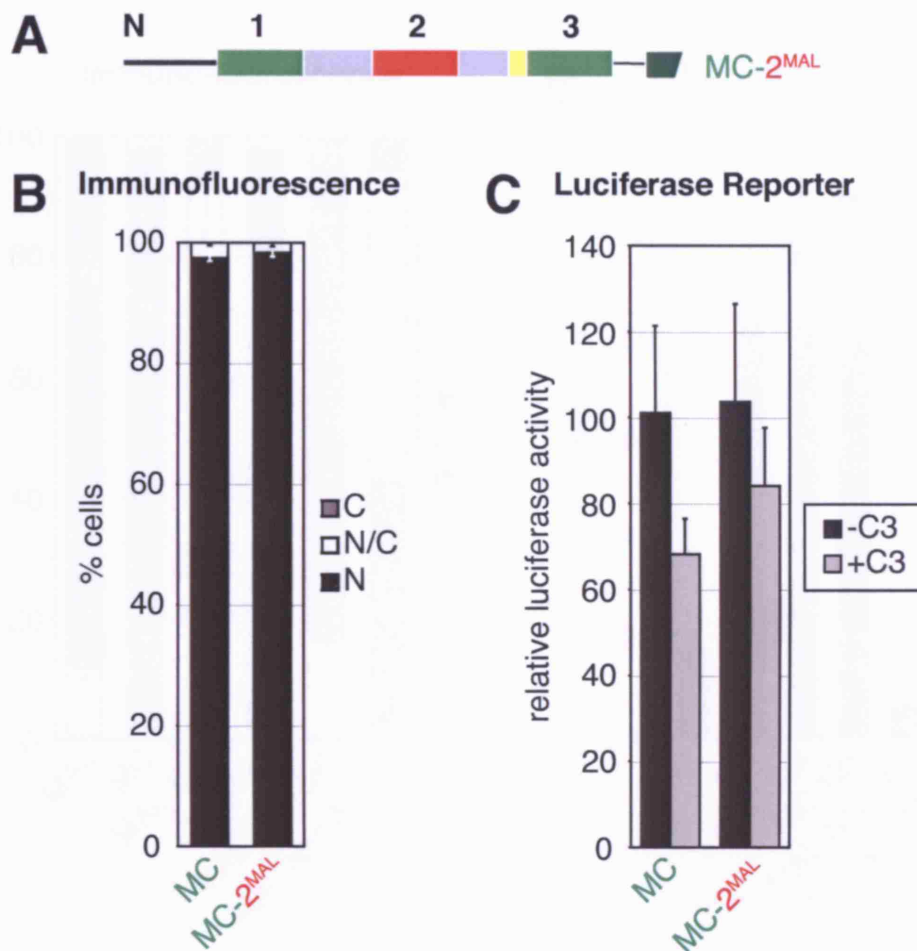 A
N 1 2 3
MC-2MAL
B Immunofluorescence
100
80
60
40
20
0
% cells
C
N/C
N
MC
MC-2MAL
C Luciferase Reporter
140
120
100
80
60
40
20
0
relative luciferase activity
-C3
+C3
MC
MC-2MAL